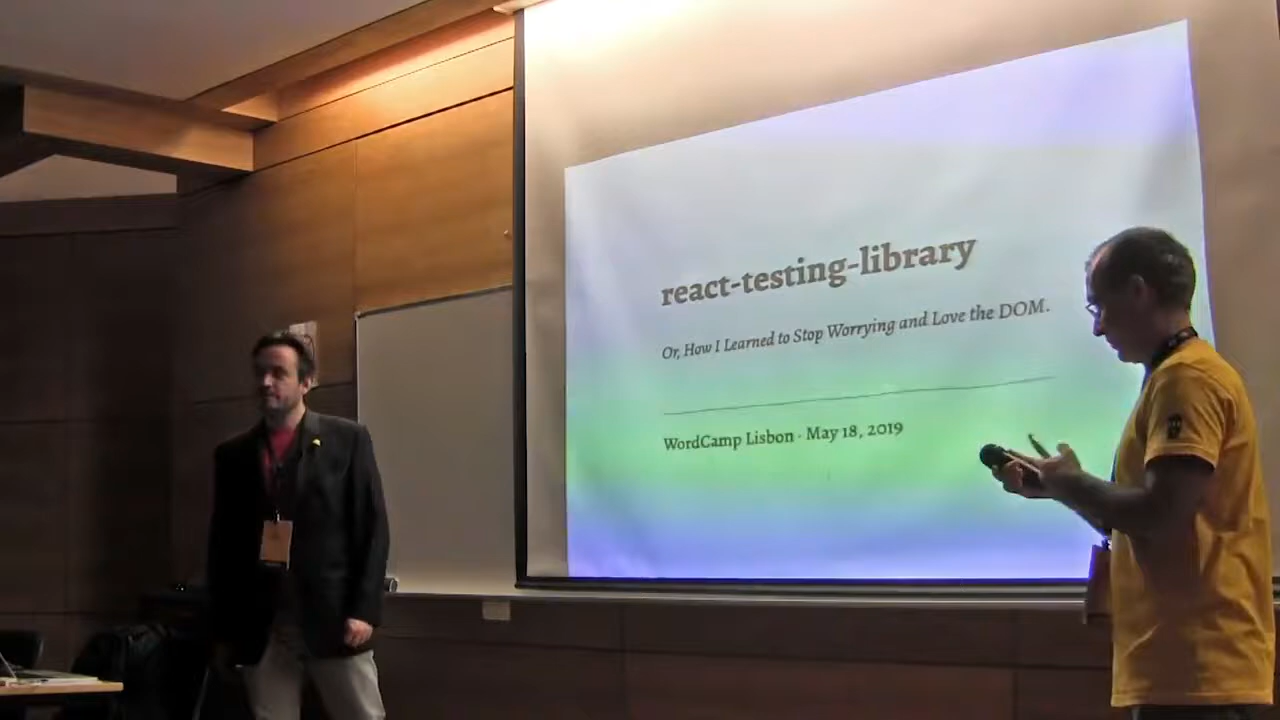 react-testing-library
Or, How I Learned to Stop Worrying and Love the DOM.
WordCamp Lisbon · May 18, 2019